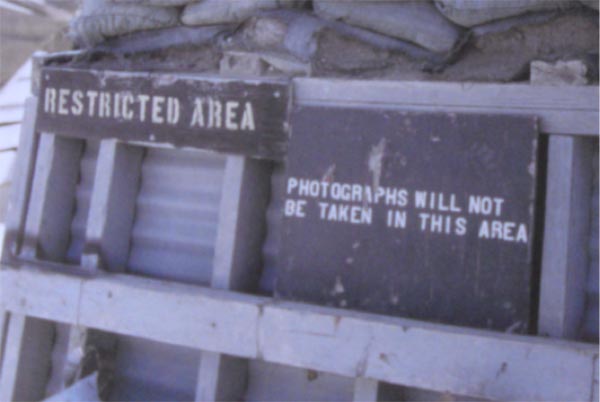 RESTRICTED AREA
PHOTOGRAPHS WILL NOT
BE TAKEN IN THIS AREA